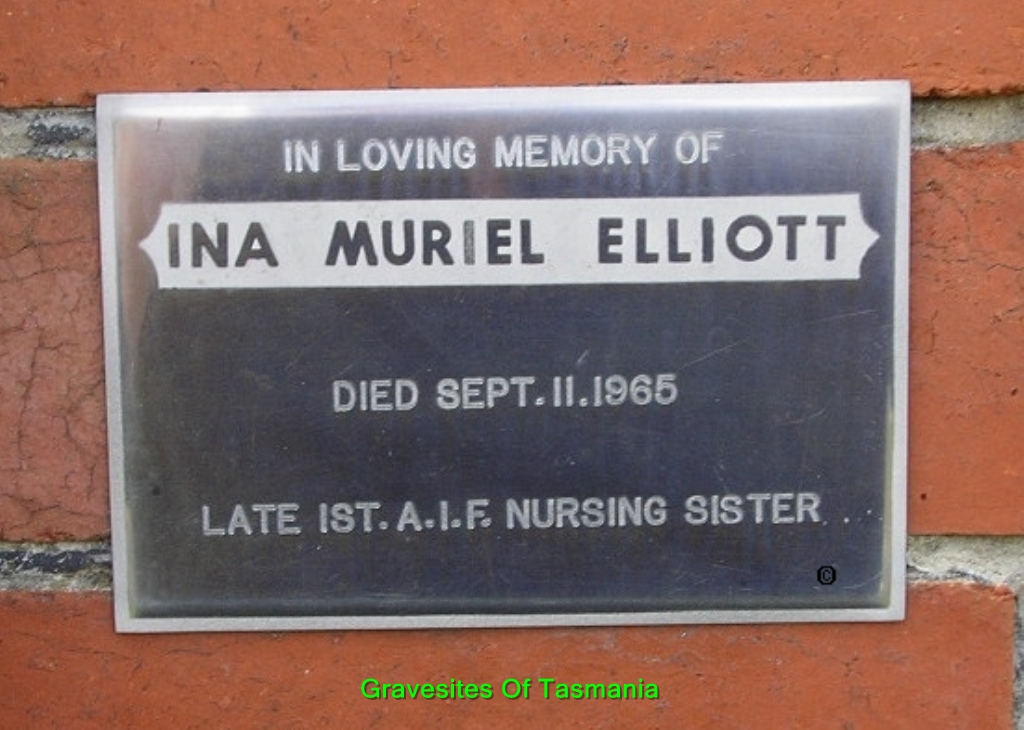 IN LOVING MEMORY OF
INA MURIEL ELLIOTT
DIED SEPT. 11. 1965
LATE 1ST. A.I.F. NURSING SISTER . .
©
Gravesites Of Tasmania